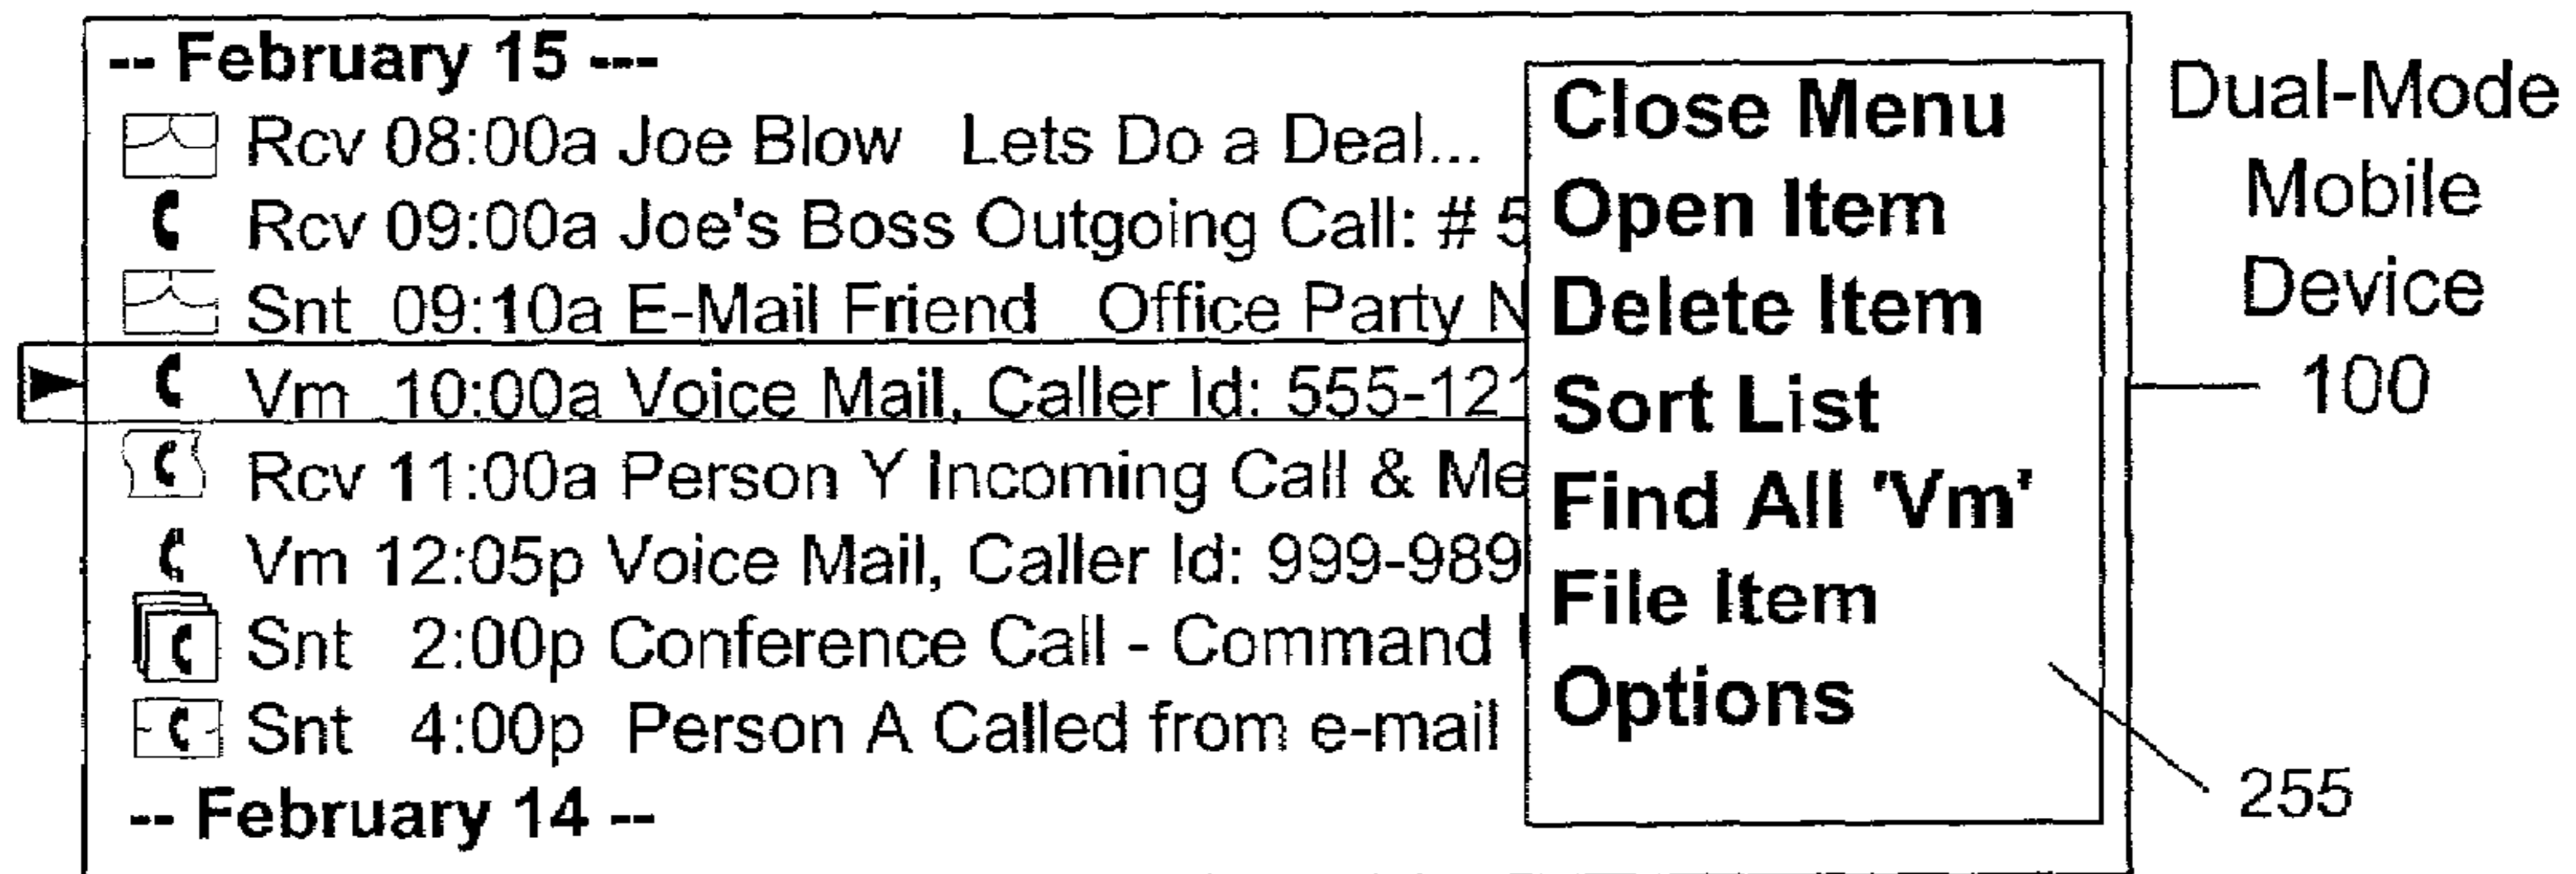 -- February 15 ---
Rcv 08:00a Joe Blow Lets Do a Deal...
Rcv 09:00a Joe's Boss Outgoing Call: # 5
Snt 09:10a E-Mail Friend Office Party N
Vm 10:00a Voice Mail, Caller Id: 555-121
Rcv 11:00a Person Y Incoming Call & Me
Vm 12:05p Voice Mail, Caller Id: 999-989
Snt 2:00p Conference Call - Command
Snt 4:00p Person A Called from e-mail
-- February 14 --
Close Menu
Open Item
Delete Item
Sort List
Find All 'Vm'
File Item
Options
Dual-Mode
Mobile
Device
100
255